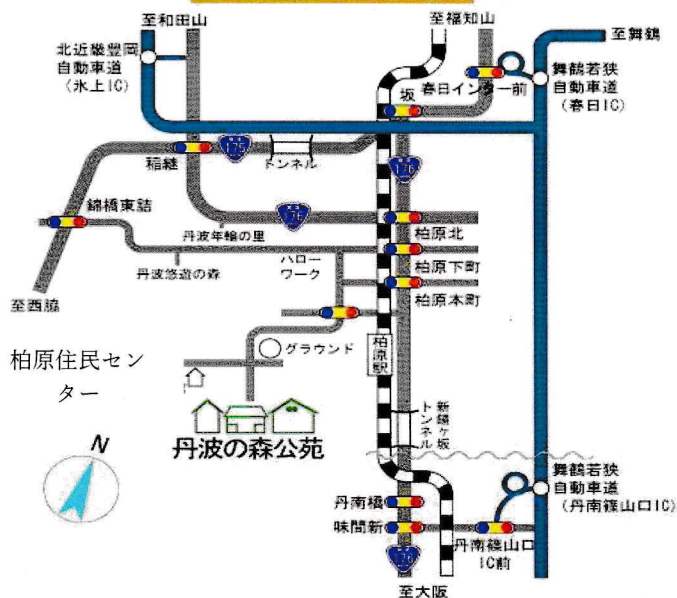 至和田山
至福知山
至舞鶴
北近畿豊岡
自動車道
(氷上IC)
春日インター前
舞鶴若狭
自動車道
(春日IC)
坂
稲継
175
トンネル
176
錦橋東詰
176
丹波年輪の里
柏原北
丹波悠遊の森
ハロー
ワーク
柏原下町
柏原本町
至西脇
グラウンド
柏原駅
柏原住民セン
ター
丹波の森公苑
新鐘ヶ坂
トンネル
N
舞鶴若狭
自動車道
(丹南篠山口IC)
丹南橋
味間新
丹南篠山口
IC前
176
至大阪